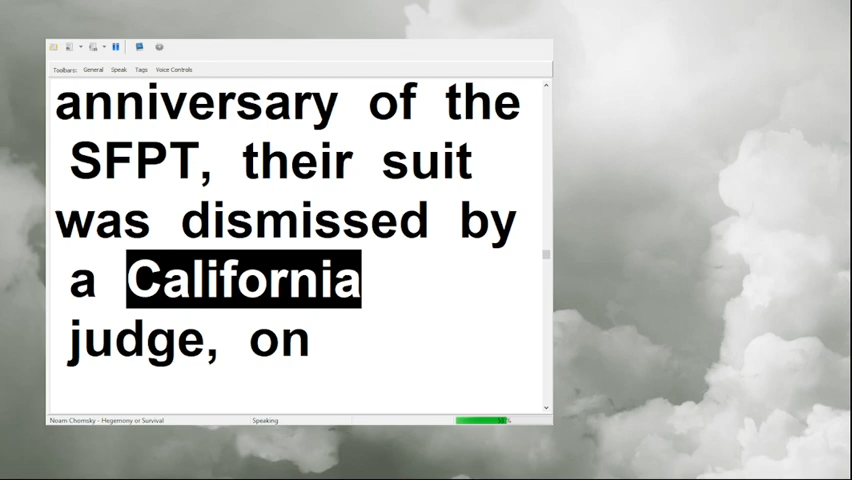 Toolbars: General Speak Tags Voice Controls
anniversary of the
SFPT, their suit
was dismissed by
a California
judge, on
Noam Chomsky - Hegemony or Survival Speaking